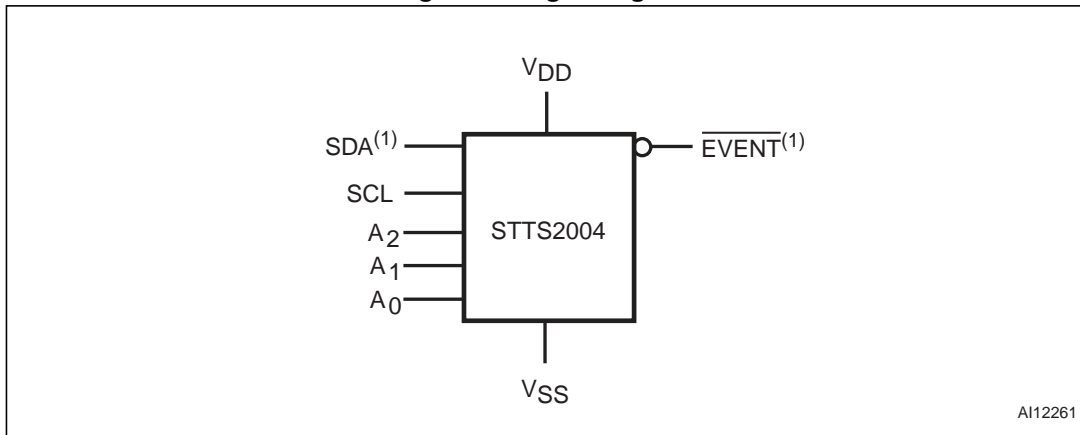 VDD
SDA(1)
EVENT(1)
SCL
A2
STTS2004
A1
A0
VSS
AI12261